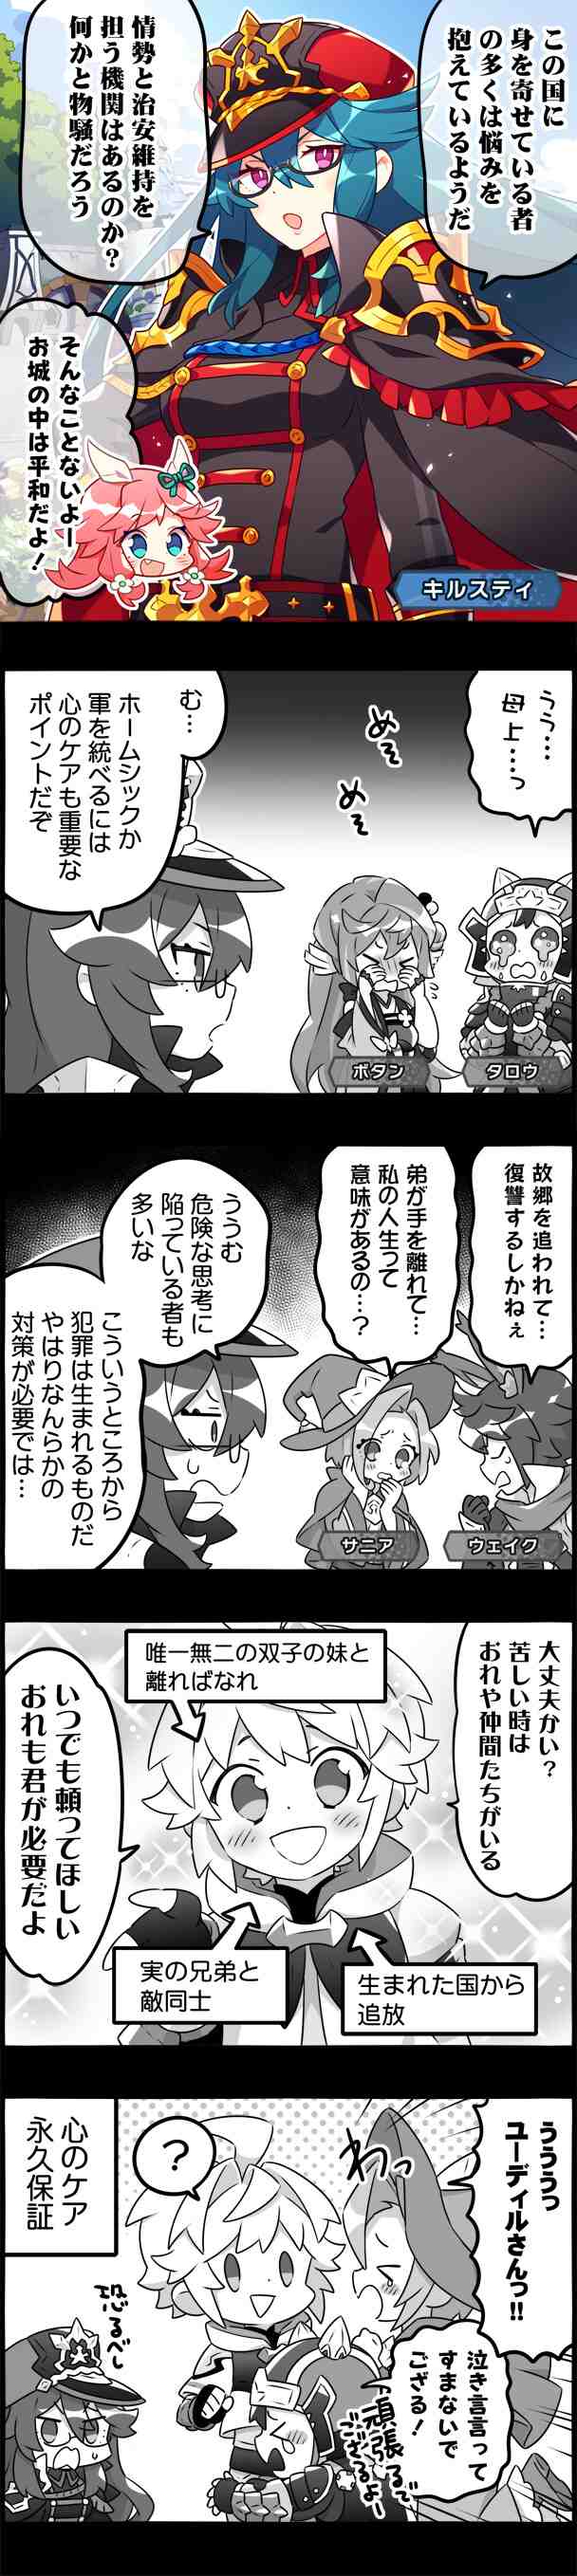 この国に
身を寄せている者
の多くは悩みを
抱えているようだ
情勢と治安維持を
担う機関はあるのか?
何かと物騒だろう
そんなことないよー
お城の中は平和だよ!
キルスティ
うう…
母上…っ
めそ
めそ
む…
ホームシックか
軍を統べるには
心のケアも重要な
ポイントだぞ
ボタン
タロウ
故郷を追われて…
復讐するしかねぇ
弟が手を離れて…
私の人生って
意味があるの…?
ううむ
危険な思考に
陥っている者も
多いな
こういうところから
犯罪は生まれるものだ
やはりなんらかの
対策が必要では…
サニア
ウェイク
大丈夫かい?
苦しい時は
おれや仲間たちがいる
唯一無二の双子の妹と
離ればなれ
いつでも頼ってほしい
おれも君が必要だよ
実の兄弟と
敵同士
生まれた国から
追放
うううっ
ユーディルさんっ!!
わっ
?
心のケア
永久保証
泣き言言って
すまないで
ござる!
頑張るで
ござるよー
恐るべし